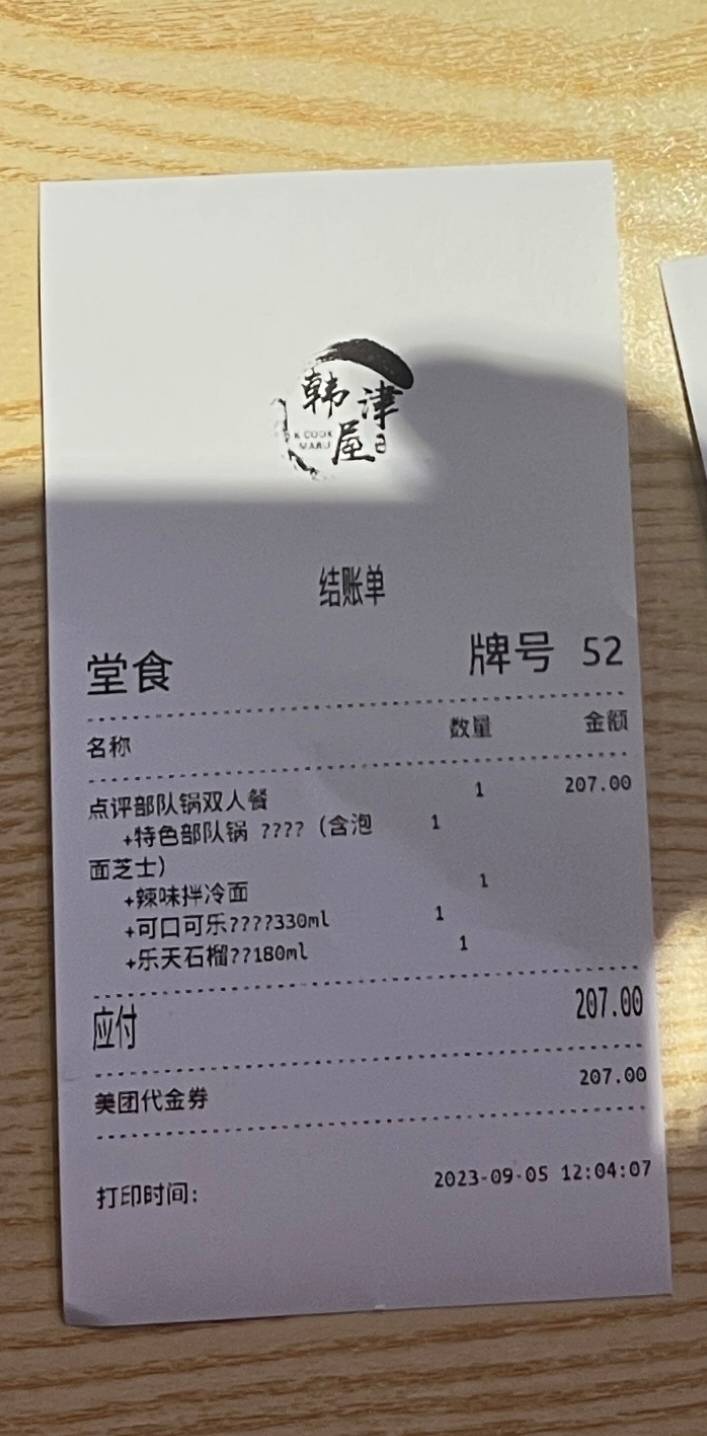 韩津
屋
K COOK
MARU
结账单
堂食 牌号 52
名称 数量 金额
点评部队锅双人餐 1 207.00
+特色部队锅 ????（含泡 1
面芝士）
+辣味拌冷面 1
+可口可乐????330ml 1
+乐天石榴??180ml 1
应付 207.00
美团代金券 207.00
打印时间: 2023-09-05 12:04:07